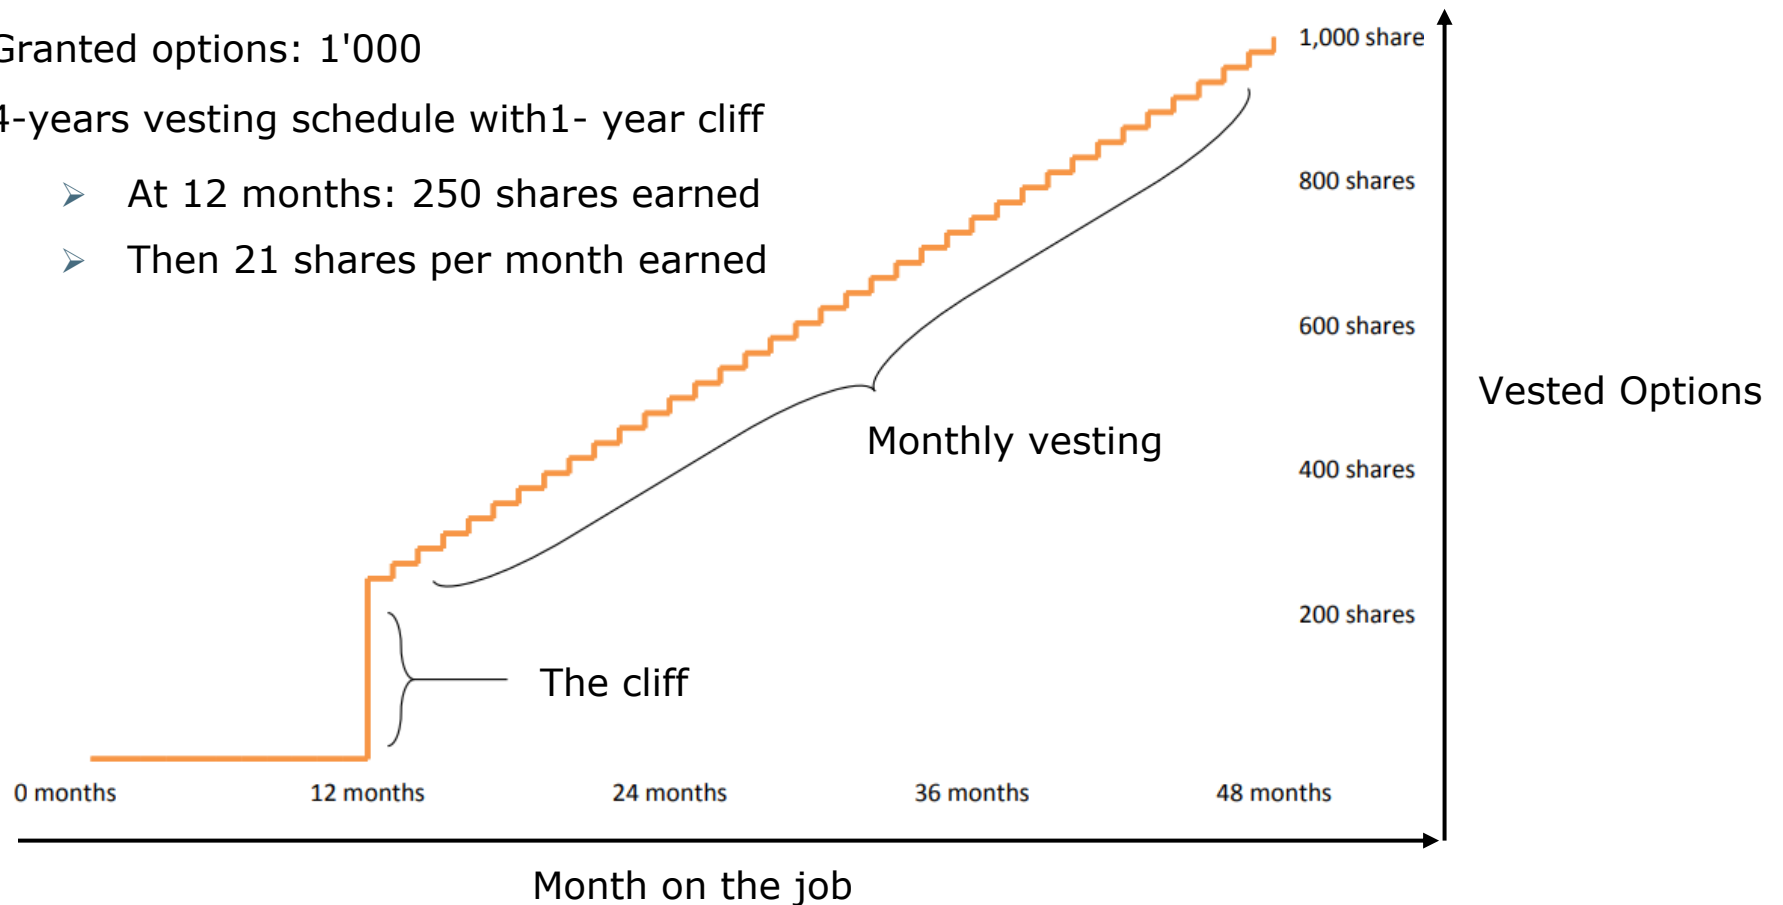 Granted options: 1'000
4-years vesting schedule with1- year cliff
➢ At 12 months: 250 shares earned
➢ Then 21 shares per month earned
1,000 share
800 shares
600 shares
400 shares
200 shares
Vested Options
Monthly vesting
The cliff
0 months
12 months
24 months
36 months
48 months
Month on the job